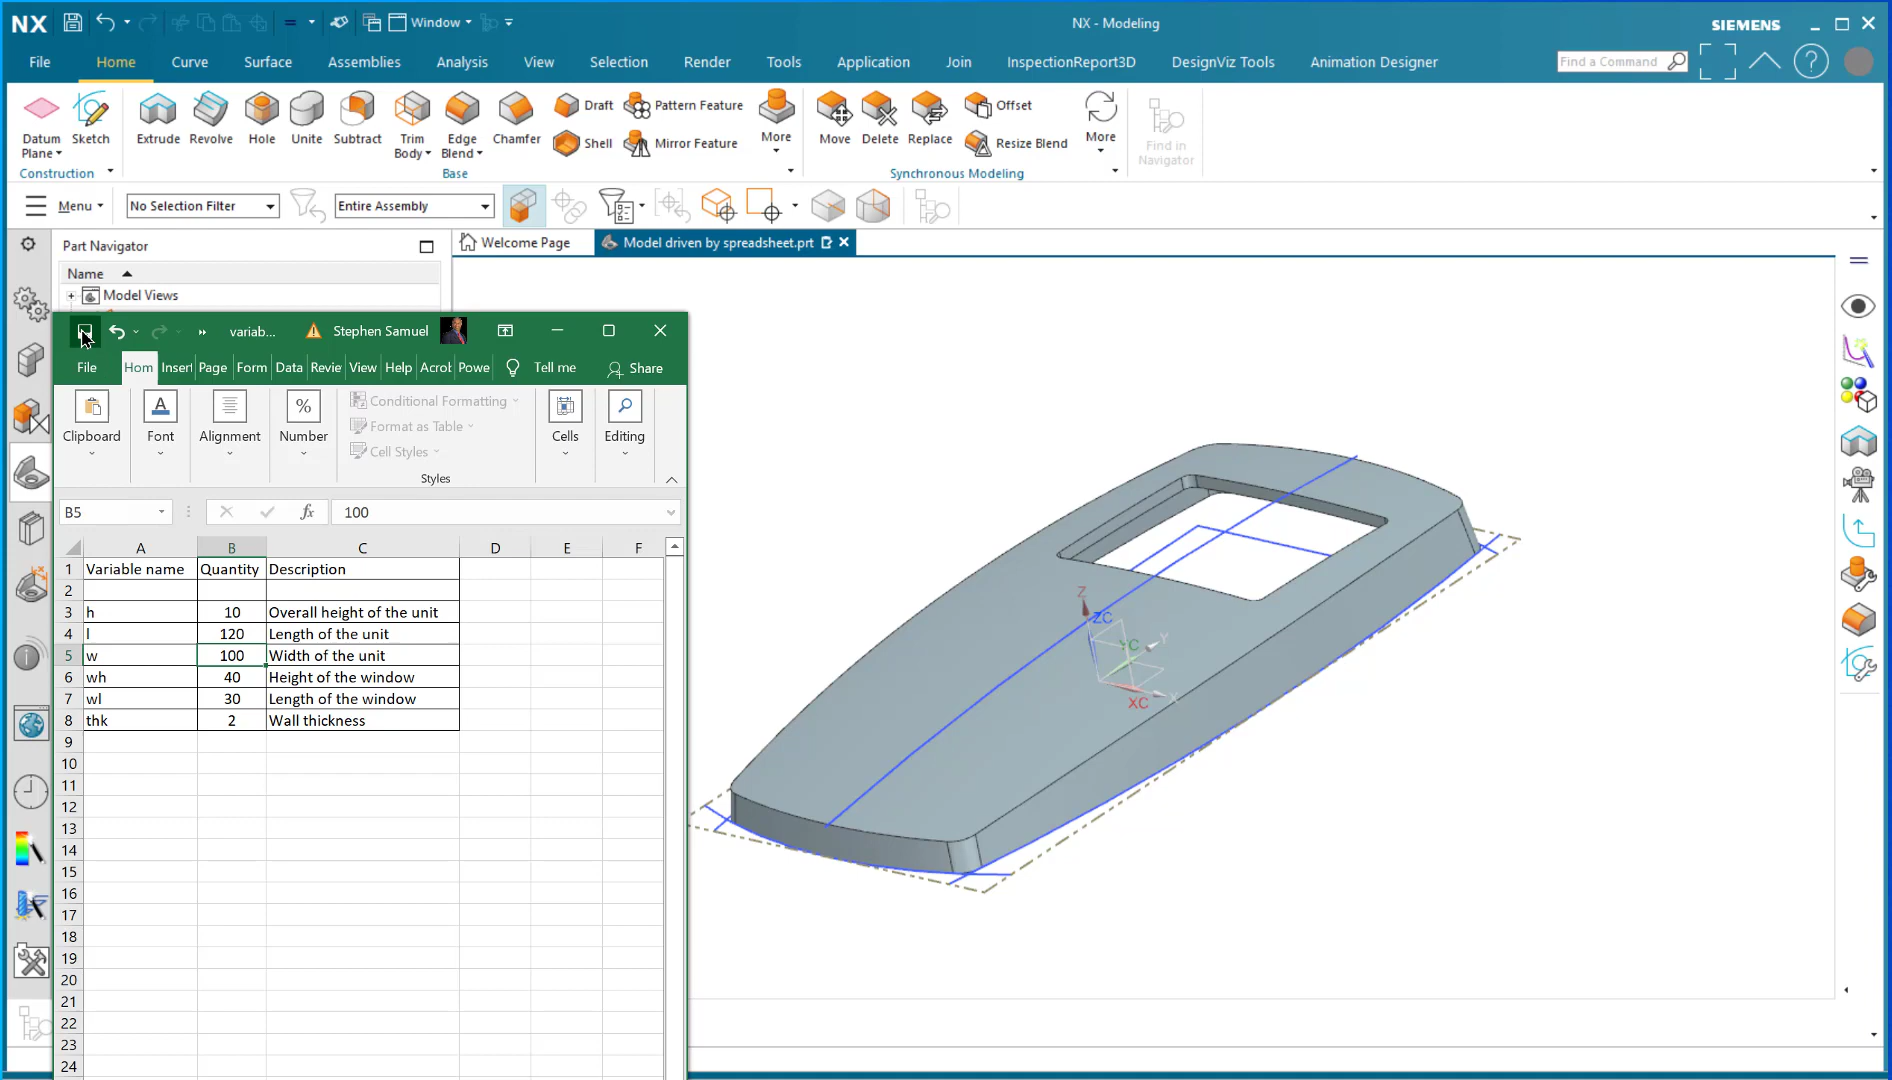 NX
Window
NX - Modeling
SIEMENS
File Home Curve Surface Assemblies Analysis View Selection Render Tools Application Join InspectionReport3D DesignViz Tools Animation Designer
Find a Command
Datum Plane
Sketch
Extrude
Revolve
Hole
Unite
Subtract
Trim Body
Edge Blend
Chamfer
Draft
Shell
Pattern Feature
Mirror Feature
More
Move
Delete
Replace
Offset
Resize Blend
More
Find in Navigator
Construction
Base
Synchronous Modeling
Menu
No Selection Filter
Entire Assembly
Part Navigator
Welcome Page
Model driven by spreadsheet.prt
Name
Model Views
variab...
Stephen Samuel
File Hom Insert Page Form Data Revie View Help Acrol Powe Tell me Share
Clipboard
Font
Alignment
Number
Conditional Formatting
Format as Table
Cell Styles
Styles
Cells
Editing
B5
fx
100
A B C D E F
1 Variable name Quantity Description
2
3 h 10 Overall height of the unit
4 l 120 Length of the unit
5 w 100 Width of the unit
6 wh 40 Height of the window
7 wl 30 Length of the window
8 thk 2 Wall thickness
9
10
11
12
13
14
15
16
17
18
19
20
21
22
23
24
Z
ZC
YC
Y
XC
X